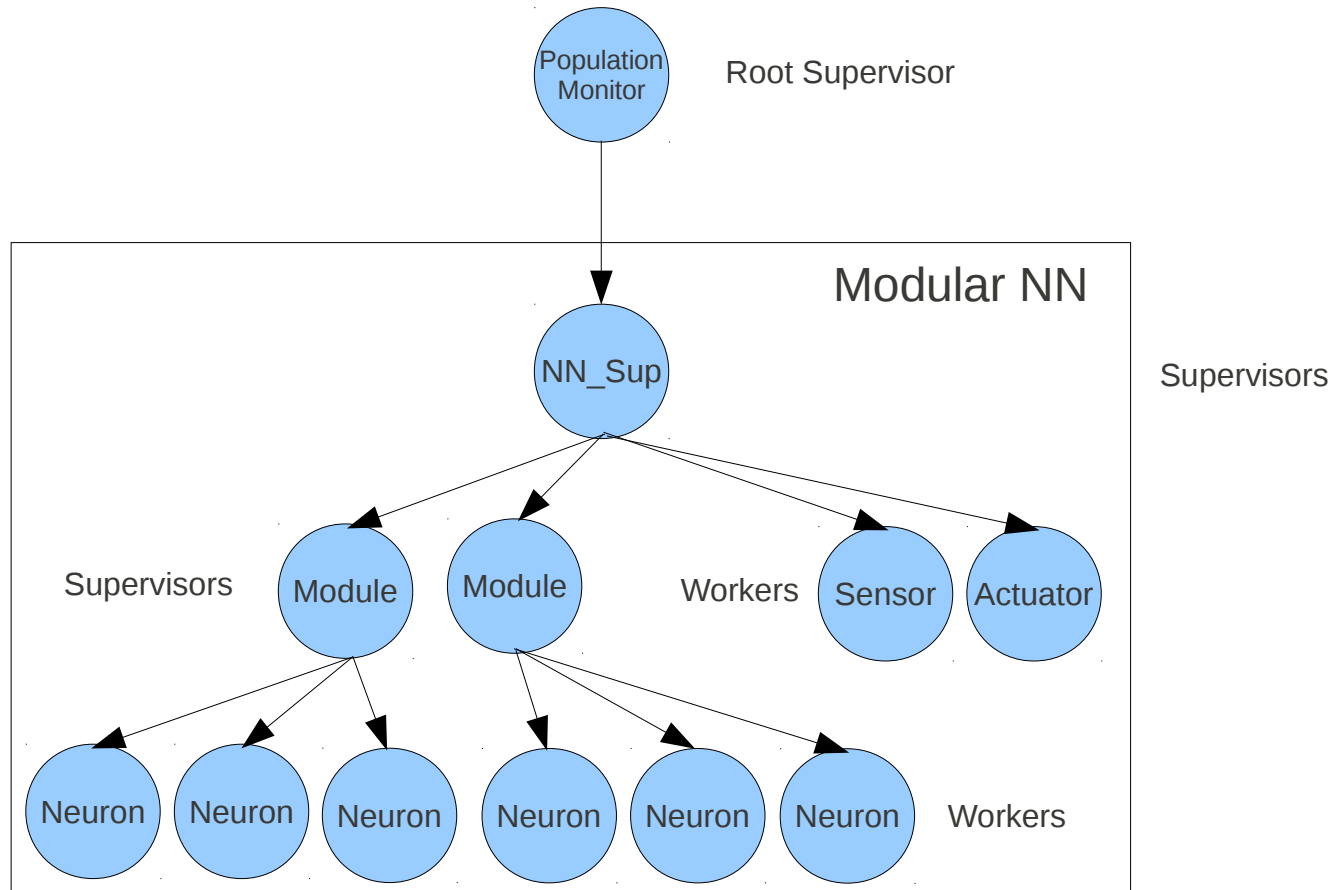 Population
Monitor
Root Supervisor
Modular NN
NN_Sup
Supervisors
Supervisors
Module
Module
Workers
Sensor
Actuator
Neuron
Neuron
Neuron
Neuron
Neuron
Neuron
Workers